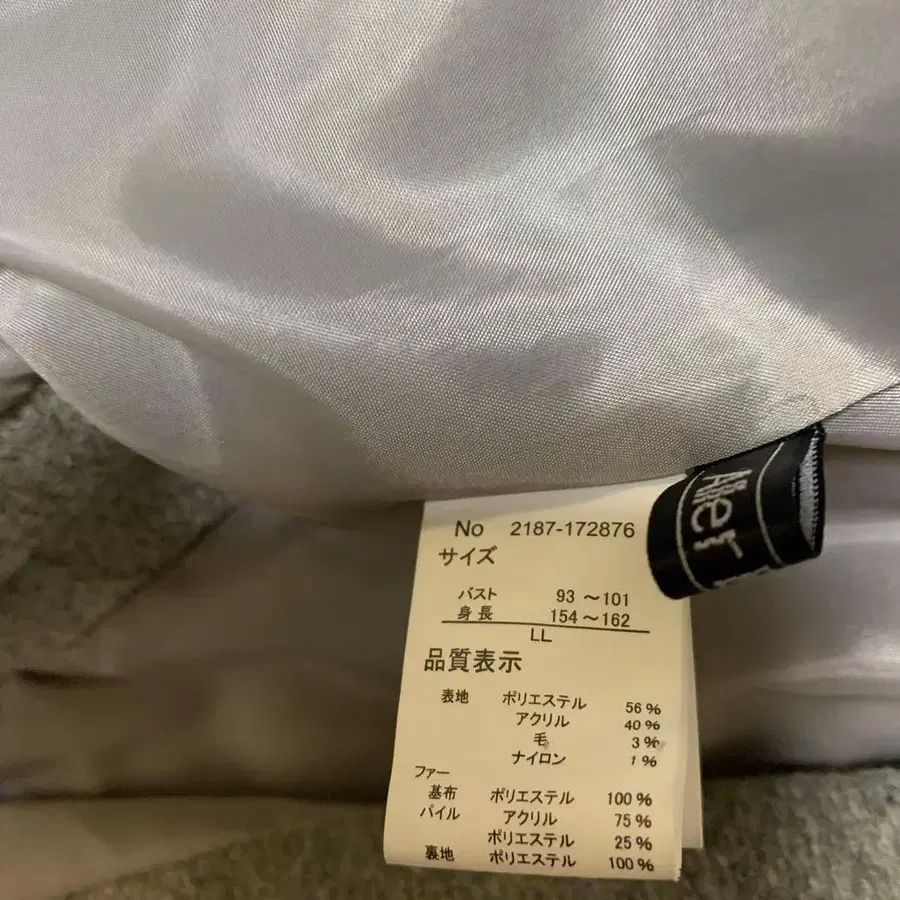 Aller
No 2187-172876
サイズ
バスト 93 ～101
身長 154 ～162
LL
品質表示
表地 ポリエステル 56 %
アクリル 40 %
毛 3 %
ナイロン 1 %
ファー
基布 ポリエステル 100 %
パイル アクリル 75 %
ポリエステル 25 %
裏地 ポリエステル 100 %